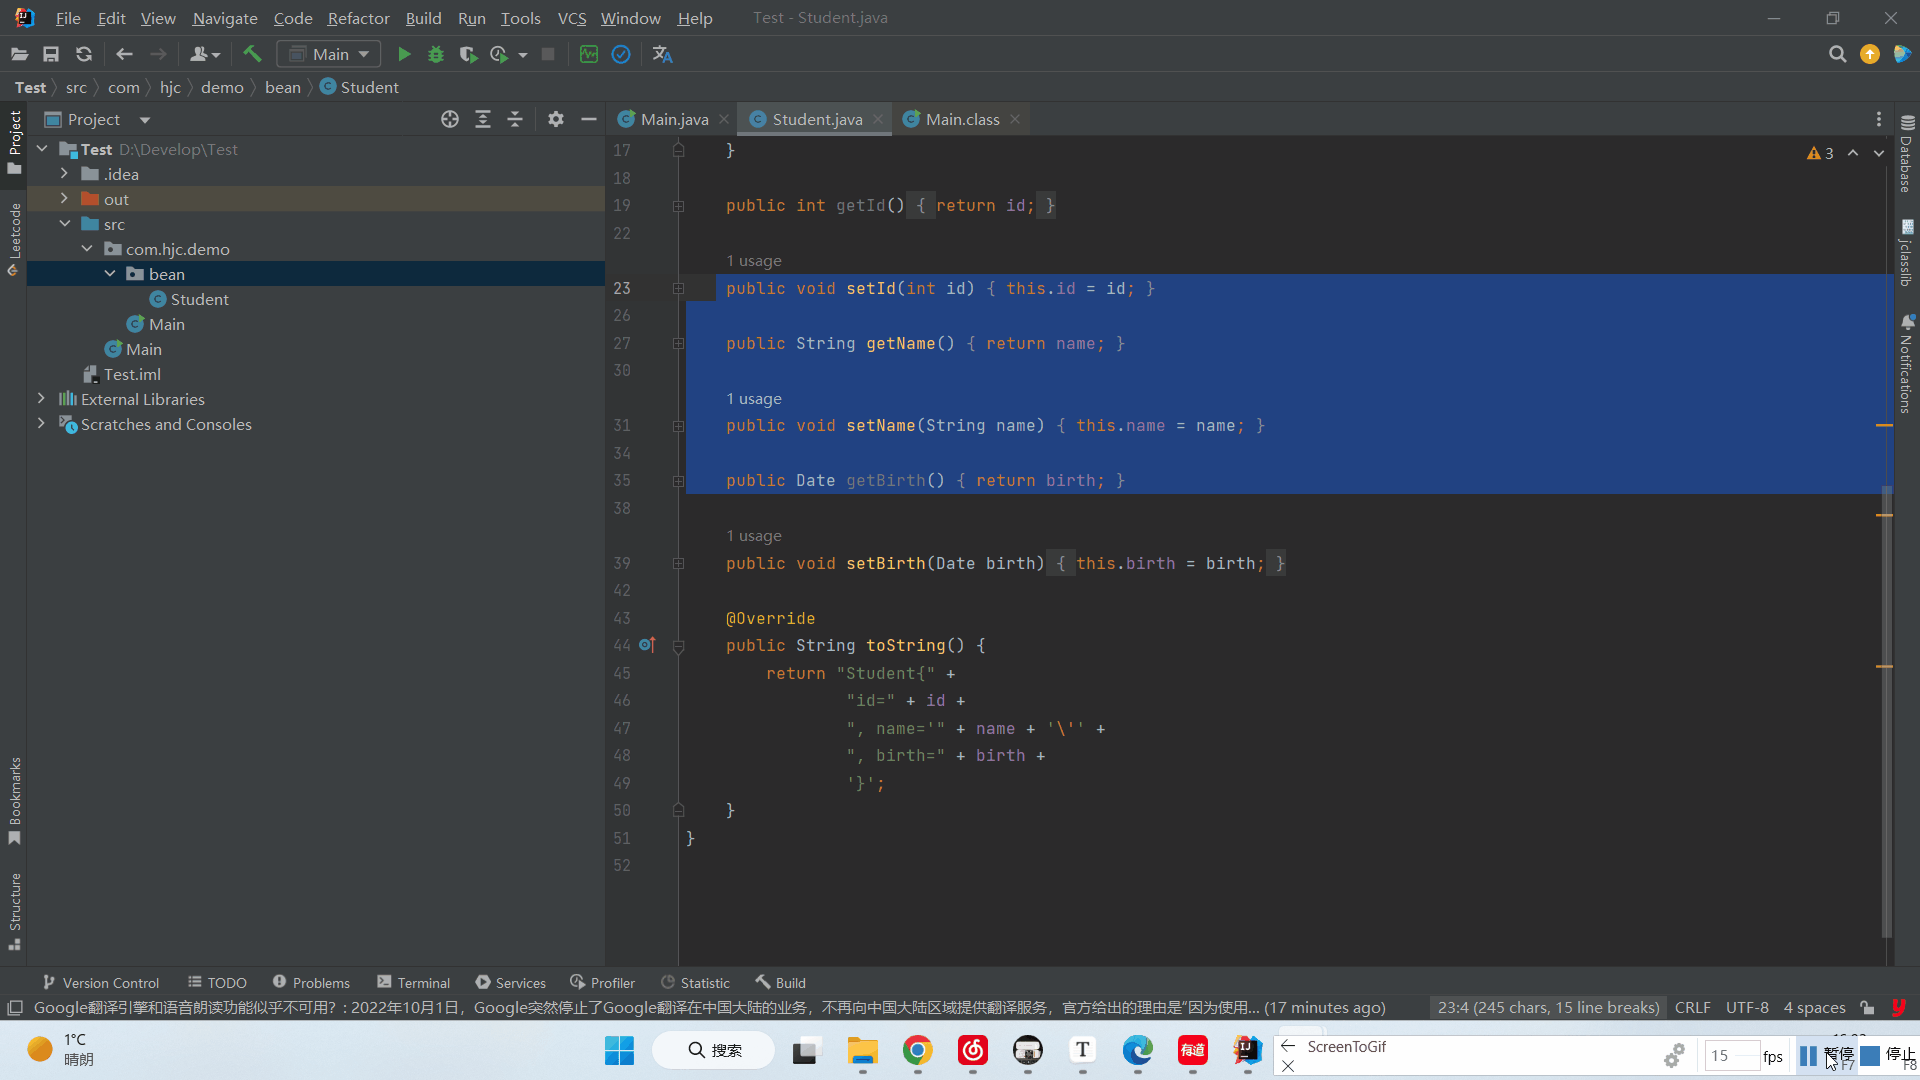 File Edit View Navigate Code Refactor Build Run Tools VCS Window Help Test - Student.java
Main
Test src com hjc demo bean Student
Project
Main.java Student.java Main.class
Test D:\Develop\Test
.idea
out
src
com.hjc.demo
bean
Student
Main
Main
Test.iml
External Libraries
Scratches and Consoles
Project
Leetcode
Bookmarks
Structure
3
17 }
18
19 public int getId() { return id; }
22
1 usage
23 public void setId(int id) { this.id = id; }
26
27 public String getName() { return name; }
30
1 usage
31 public void setName(String name) { this.name = name; }
34
35 public Date getBirth() { return birth; }
38
1 usage
39 public void setBirth(Date birth) { this.birth = birth; }
42
43 @Override
44 public String toString() {
45 return "Student{" +
46 "id=" + id +
47 ", name='" + name + '\'' +
48 ", birth=" + birth +
49 '}';
50 }
51 }
52
Database
jclasslib
Notifications
Version Control TODO Problems Terminal Services Profiler Statistic Build
Google翻译引擎和语音朗读功能似乎不可用? : 2022年10月1日，Google突然停止了Google翻译在中国大陆的业务，不再向中国大陆区域提供翻译服务，官方给出的理由是“因为使用... (17 minutes ago) 23:4 (245 chars, 15 line breaks) CRLF UTF-8 4 spaces
1°C
晴朗
搜索
T
有道
ScreenToGif
15 fps
暂停 F7
停止 F8